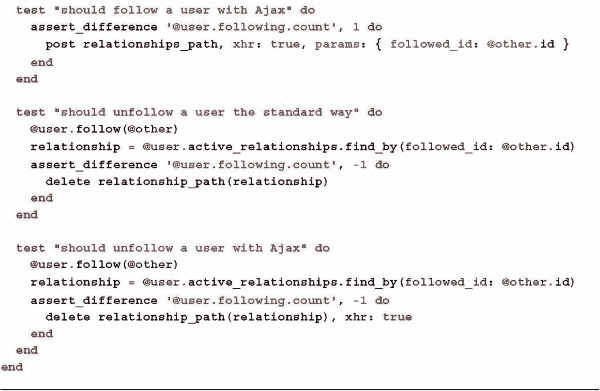 test "should follow a user with Ajax" do
assert_difference '@user.following.count', 1 do
post relationships_path, xhr: true, params: { followed_id: @other.id }
end
end
test "should unfollow a user the standard way" do
@user.follow(@other)
relationship = @user.active_relationships.find_by(followed_id: @other.id)
assert_difference '@user.following.count', -1 do
delete relationship_path(relationship)
end
end
test "should unfollow a user with Ajax" do
@user.follow(@other)
relationship = @user.active_relationships.find_by(followed_id: @other.id)
assert_difference '@user.following.count', -1 do
delete relationship_path(relationship), xhr: true
end
end
end